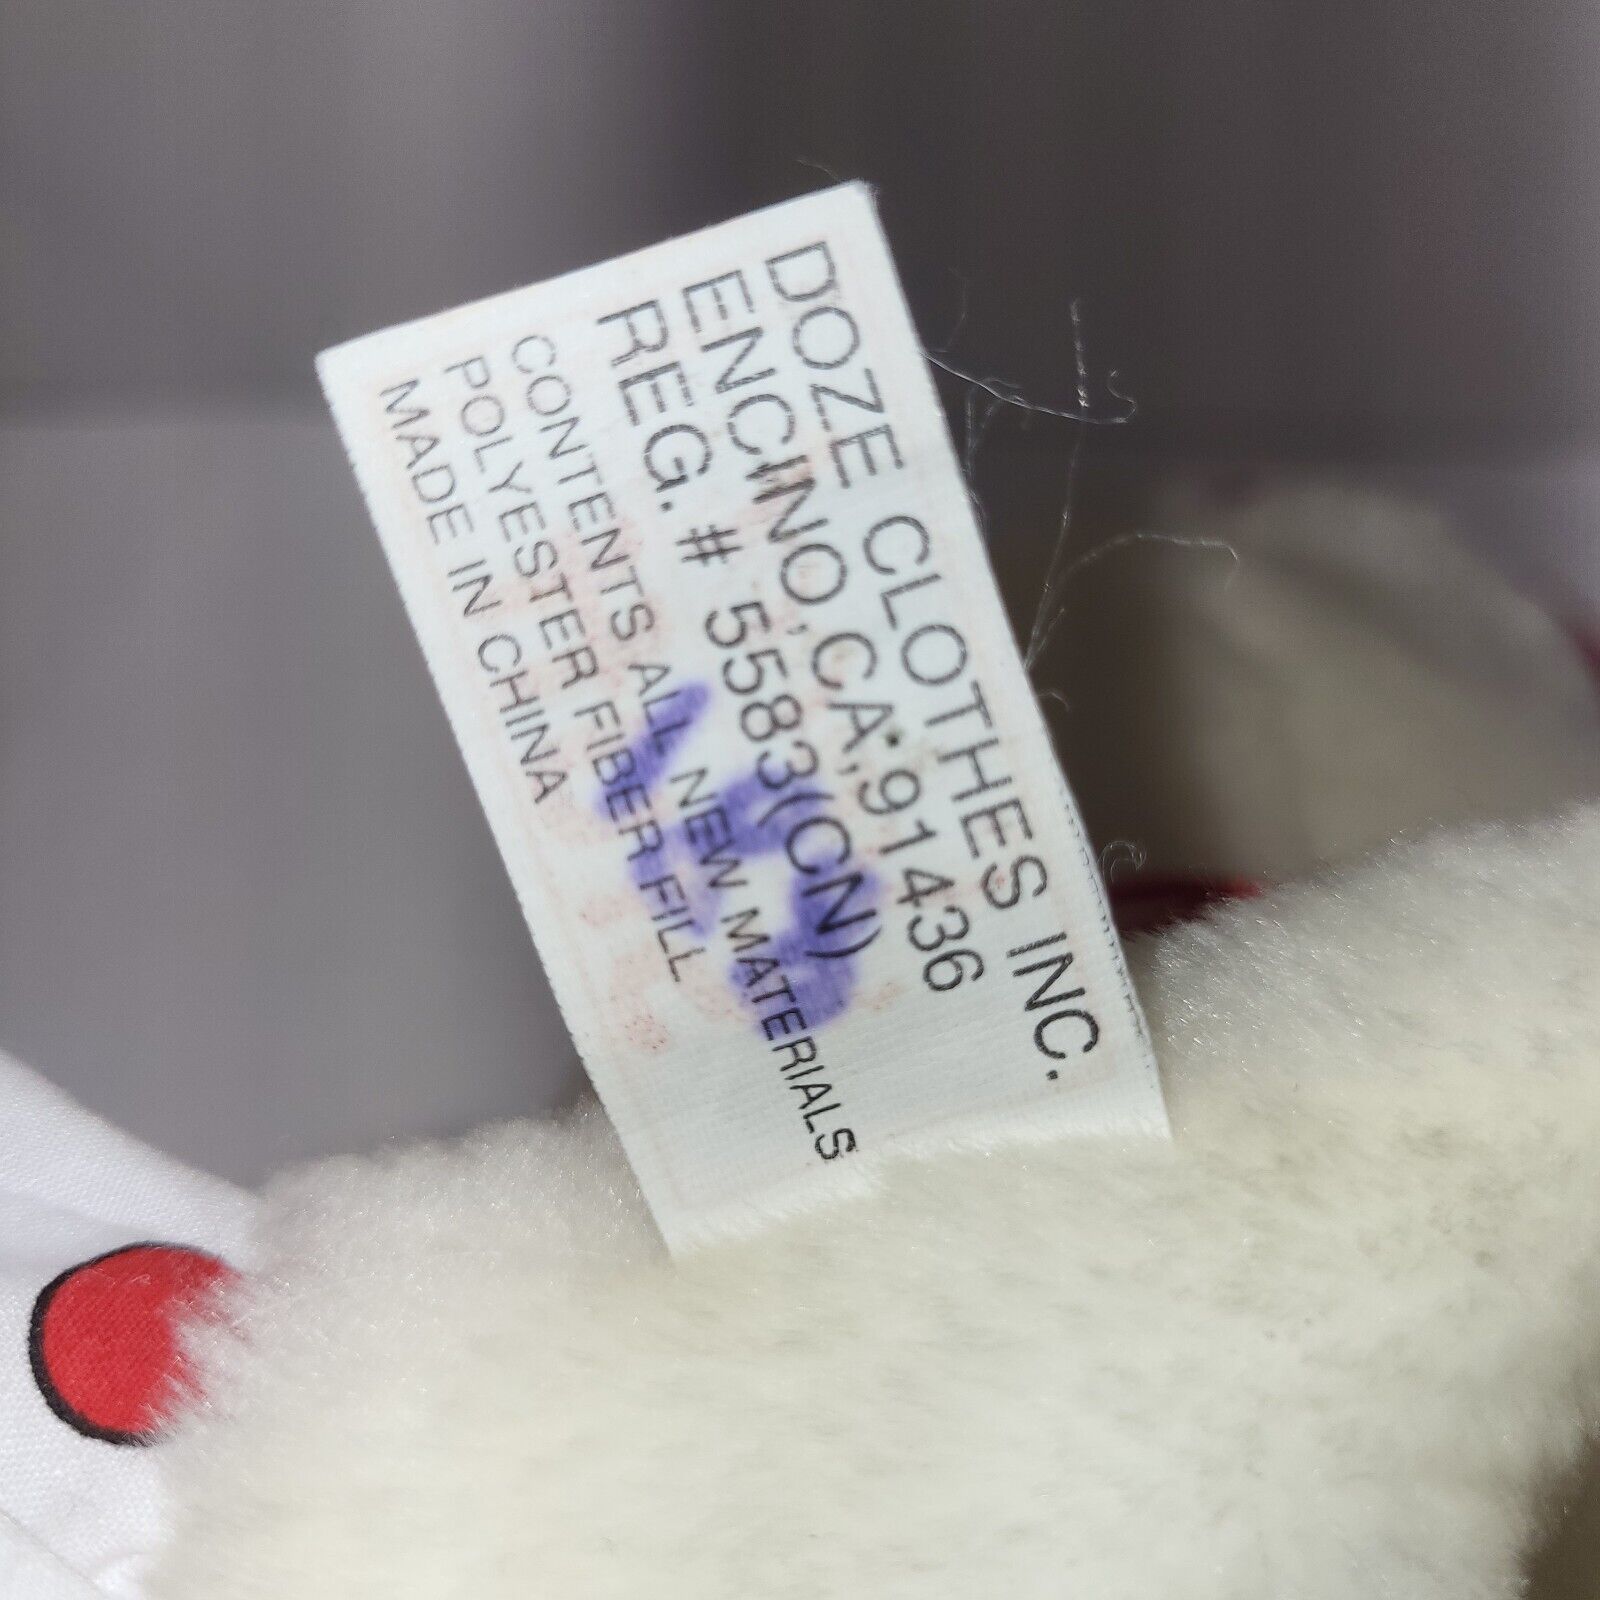 DOZE CLOTHES INC.
ENCINO, CA, 91436
REG. # 5583(CN)
CONTENTS ALL NEW MATERIALS
POLYESTER FIBER FILL
MADE IN CHINA